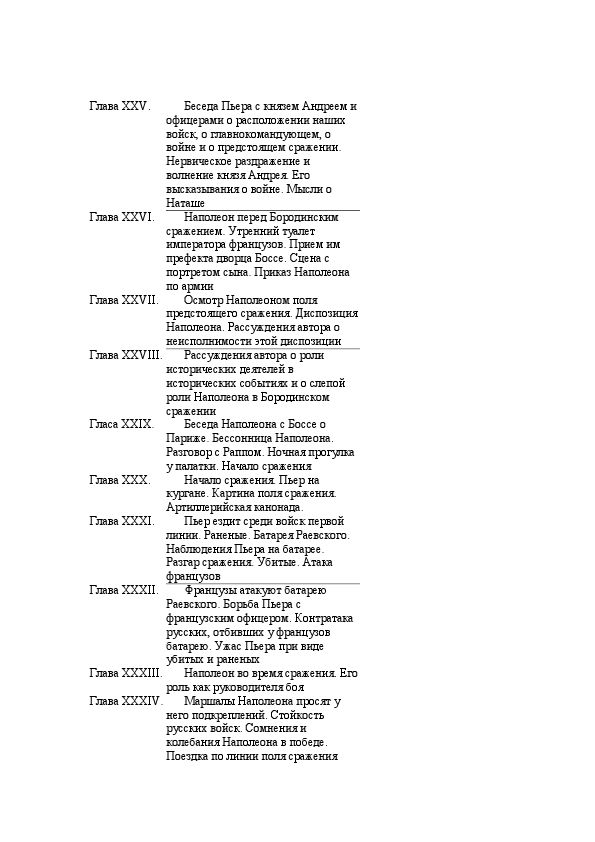 Глава XXV. Беседа Пьера с князем Андреем и
офицерами о расположении наших
войск, о главнокомандующем, о
войне и о предстоящем сражении.
Нервическое раздражение и
волнение князя Андрея. Его
высказывания о войне. Мысли о
Наташе
Глава XXVI. Наполеон перед Бородинским
сражением. Утренний туалет
императора французов. Прием им
префекта дворца Боссе. Сцена с
портретом сына. Приказ Наполеона
по армии
Глава XXVII. Осмотр Наполеоном поля
предстоящего сражения. Диспозиция
Наполеона. Рассуждения автора о
неисполнимости этой диспозиции
Глава XXVIII. Рассуждения автора о роли
исторических деятелей в
исторических событиях и о слепой
роли Наполеона в Бородинском
сражении
Гласа XXIX. Беседа Наполеона с Боссе о
Париже. Бессонница Наполеона.
Разговор с Раппом. Ночная прогулка
у палатки. Начало сражения
Глава XXX. Начало сражения. Пьер на
кургане. Картина поля сражения.
Артиллерийская канонада.
Глава XXXI. Пьер ездит среди войск первой
линии. Раненые. Батарея Раевского.
Наблюдения Пьера на батарее.
Разгар сражения. Убитые. Атака
французов
Глава XXXII. Французы атакуют батарею
Раевского. Борьба Пьера с
французским офицером. Контратака
русских, отбивших у французов
батарею. Ужас Пьера при виде
убитых и раненых
Глава XXXIII. Наполеон во время сражения. Его
роль как руководителя боя
Глава XXXIV. Маршалы Наполеона просят у
него подкреплений. Стойкость
русских войск. Сомнения и
колебания Наполеона в победе.
Поездка по линии поля сражения